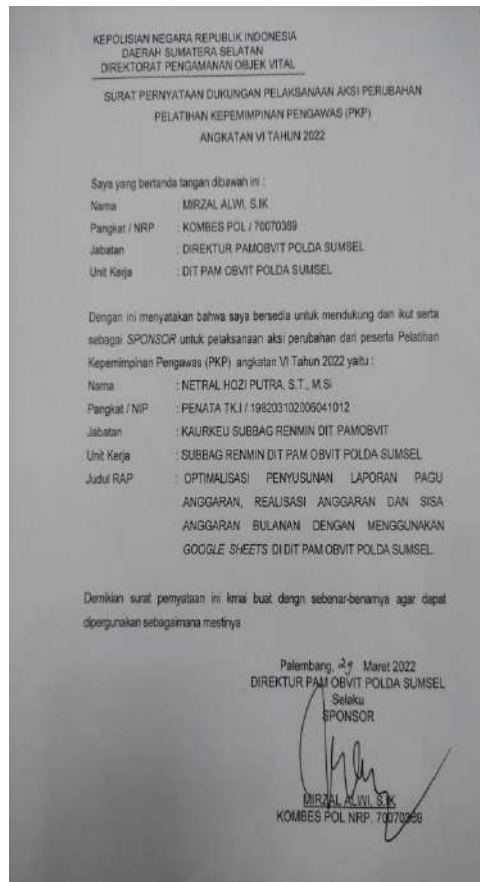 KEPOLISIAN NEGARA REPUBLIK INDONESIA
DAERAH SUMATERA SELATAN
DIREKTORAT PENGAMANAN OBJEK VITAL
SURAT PERNYATAAN DUKUNGAN PELAKSANAAN AKSI PERUBAHAN
PELATIHAN KEPEMIMPINAN PENGAWAS (PKP)
ANGKATAN VI TAHUN 2022
Saya yang bertanda tangan dibawah ini :
Nama : MIRZAL ALWI, S.IK
Pangkat / NRP : KOMBES POL / 70070389
Jabatan : DIREKTUR PAMOBVIT POLDA SUMSEL
Unit Kerja : DIT PAM OBVIT POLDA SUMSEL
Dengan ini menyatakan bahwa saya bersedia untuk mendukung dan ikut serta
sebagai SPONSOR untuk pelaksanaan aksi perubahan dari peserta Pelatihan
Kepemimpinan Pengawas (PKP) angkatan VI Tahun 2022 yaitu :
Nama : NETRAL HOZI PUTRA, S.T., M.Si
Pangkat / NIP : PENATA TK.I / 198203102006041012
Jabatan : KAURKEU SUBBAG RENMIN DIT PAMOBVIT
Unit Kerja : SUBBAG RENMIN DIT PAM OBVIT POLDA SUMSEL
Judul RAP : OPTIMALISASI PENYUSUNAN LAPORAN PAGU
ANGGARAN, REALISASI ANGGARAN DAN SISA
ANGGARAN BULANAN DENGAN MENGGUNAKAN
GOOGLE SHEETS DI DIT PAM OBVIT POLDA SUMSEL.
Demikian surat pernyataan ini kmai buat dengn sebenar-benarnya agar dapat
dipergunakan sebagaimana mestinya
Palembang, 29 Maret 2022
DIREKTUR PAM OBVIT POLDA SUMSEL
Selaku
SPONSOR
MIRZAL ALWI, S.IK
KOMBES POL NRP. 70070389